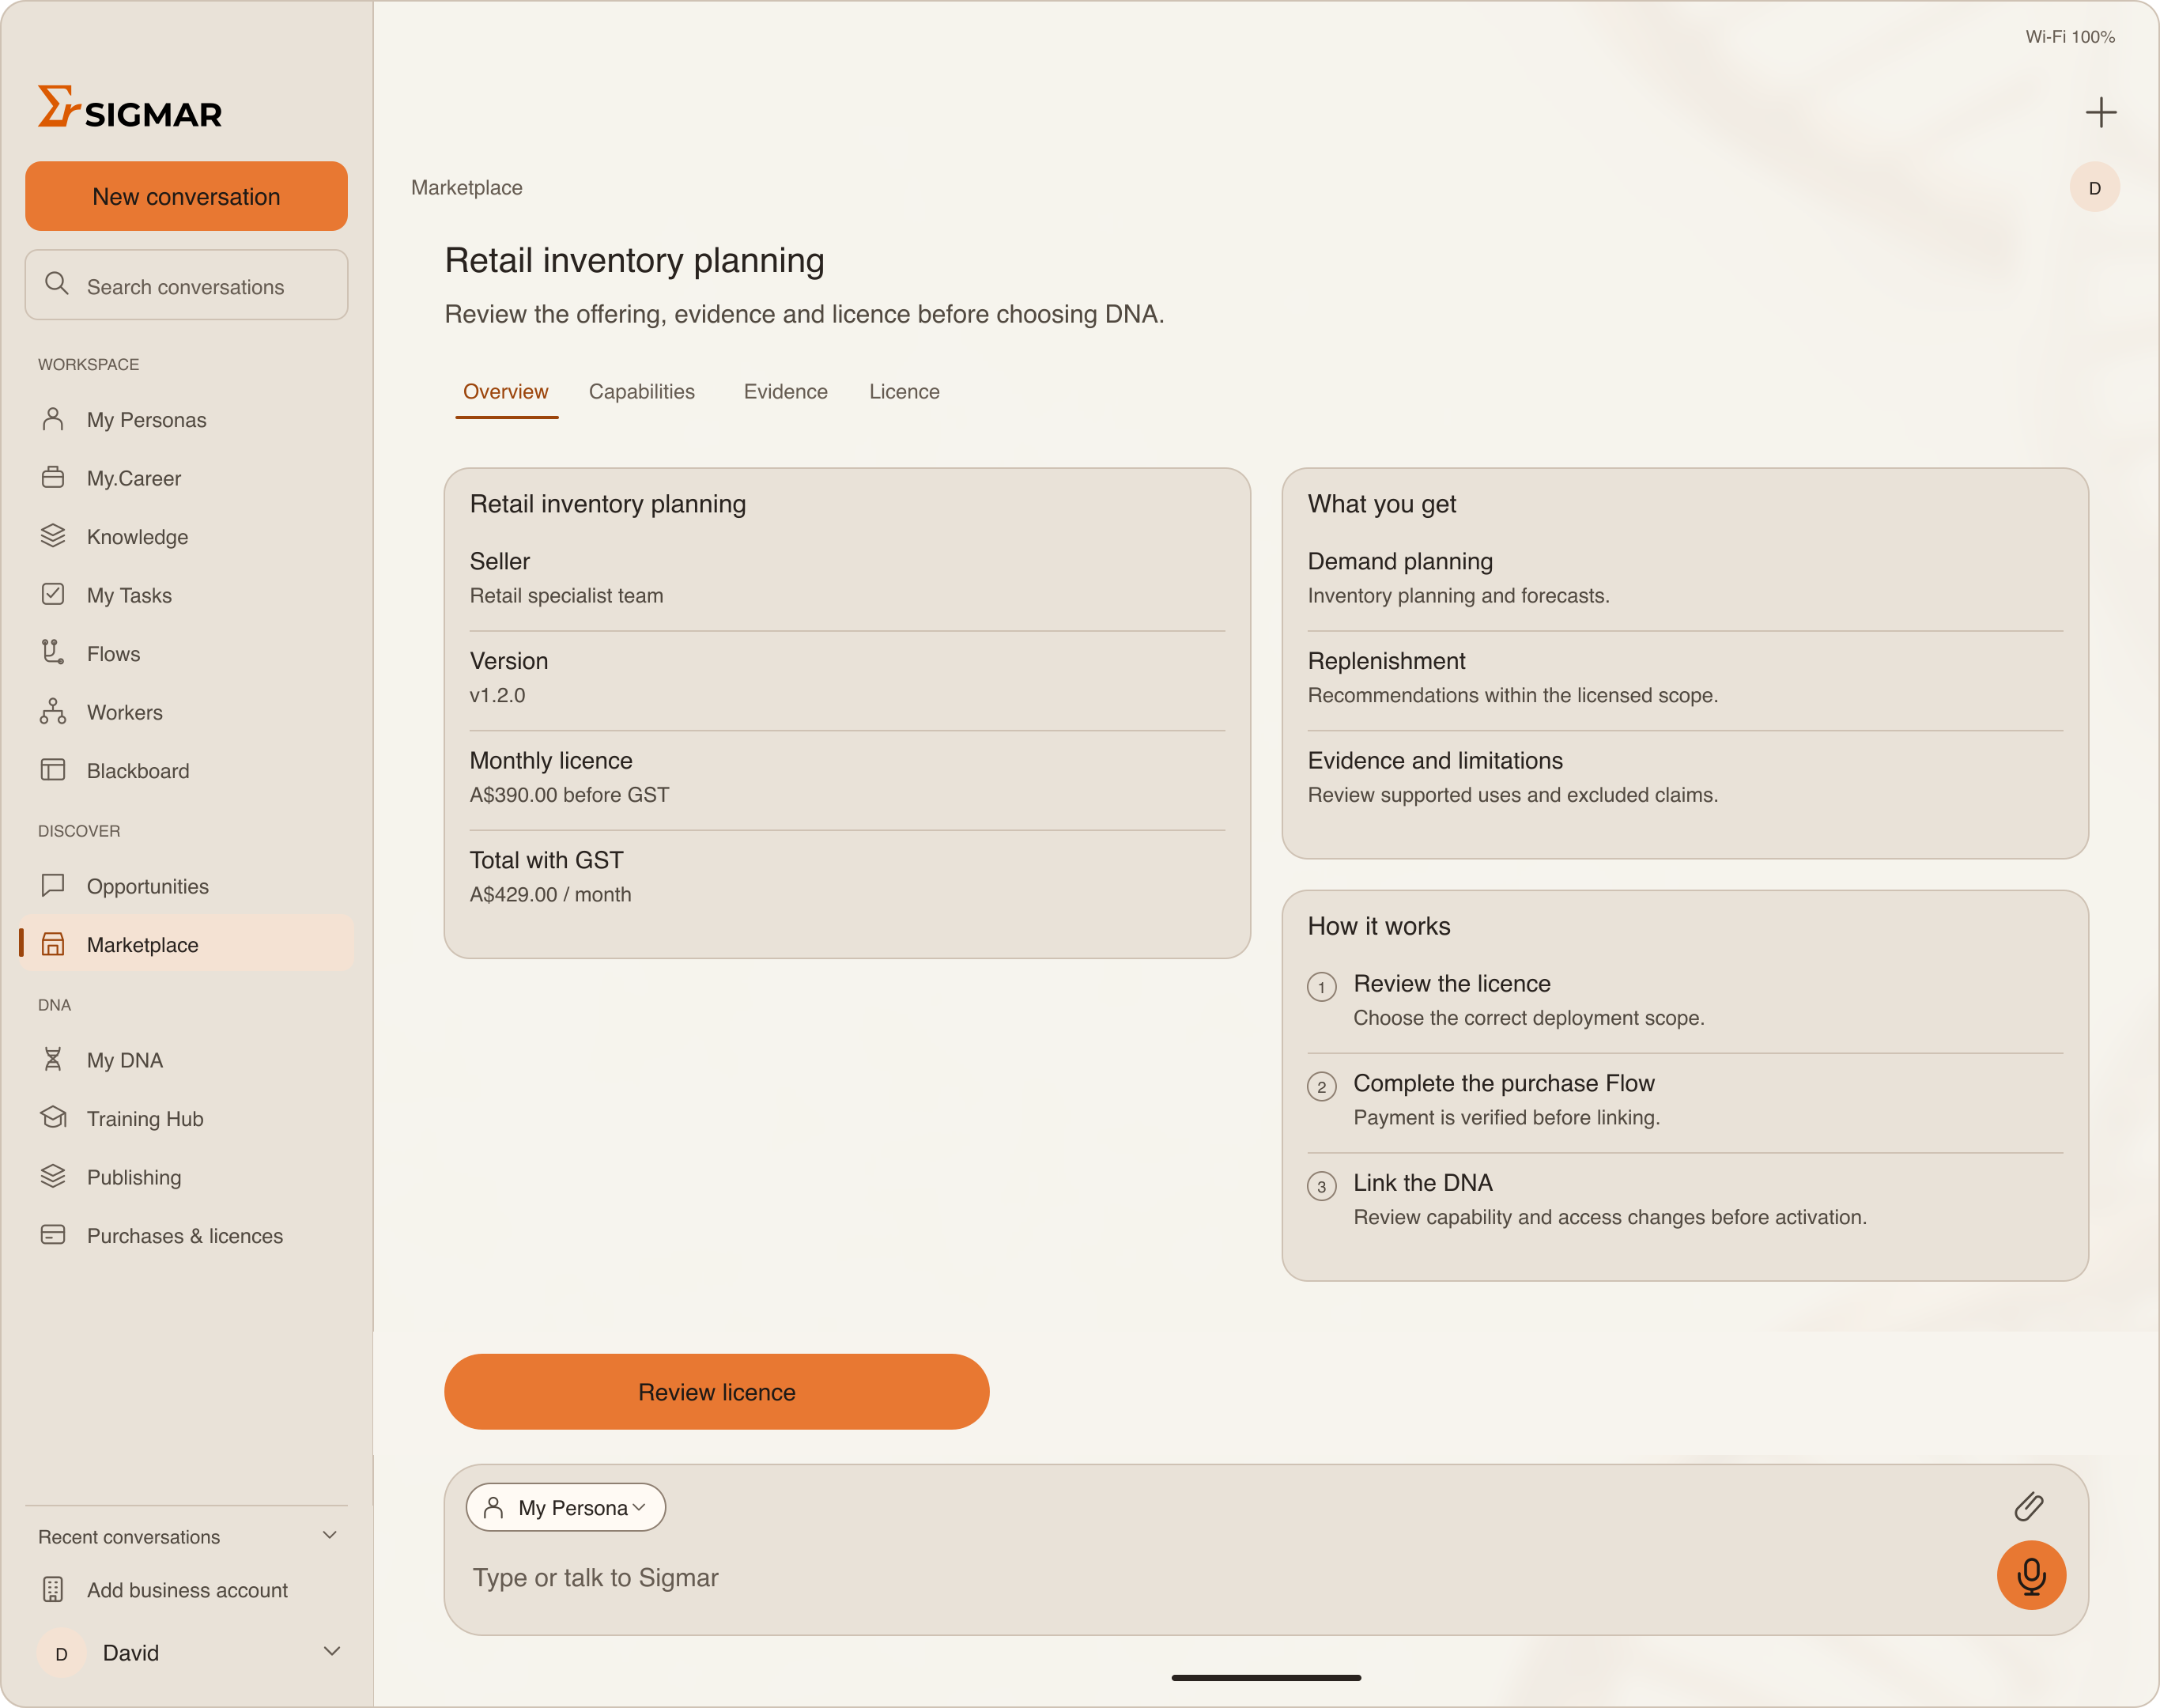 Wi-Fi 100%
Σr SIGMAR
New conversation
Search conversations
WORKSPACE
My Personas
My.Career
Knowledge
My Tasks
Flows
Workers
Blackboard
DISCOVER
Opportunities
Marketplace
DNA
My DNA
Training Hub
Publishing
Purchases & licences
Recent conversations
Add business account
D
David
Marketplace
D
Retail inventory planning
Review the offering, evidence and licence before choosing DNA.
Overview
Capabilities
Evidence
Licence
Retail inventory planning
Seller
Retail specialist team
Version
v1.2.0
Monthly licence
A$390.00 before GST
Total with GST
A$429.00 / month
What you get
Demand planning
Inventory planning and forecasts.
Replenishment
Recommendations within the licensed scope.
Evidence and limitations
Review supported uses and excluded claims.
How it works
1
Review the licence
Choose the correct deployment scope.
2
Complete the purchase Flow
Payment is verified before linking.
3
Link the DNA
Review capability and access changes before activation.
Review licence
My Persona
Type or talk to Sigmar